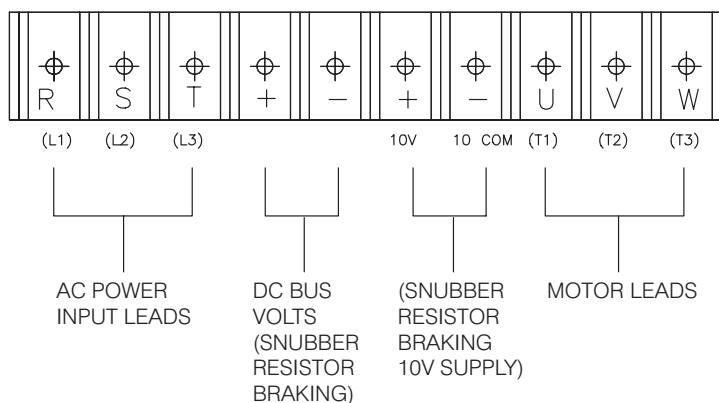 R S T + − + − U V W
(L1) (L2) (L3) 10V 10 COM (T1) (T2) (T3)
AC POWER
INPUT LEADS
DC BUS
VOLTS
(SNUBBER
RESISTOR
BRAKING)
(SNUBBER
RESISTOR
BRAKING
10V SUPPLY)
MOTOR LEADS